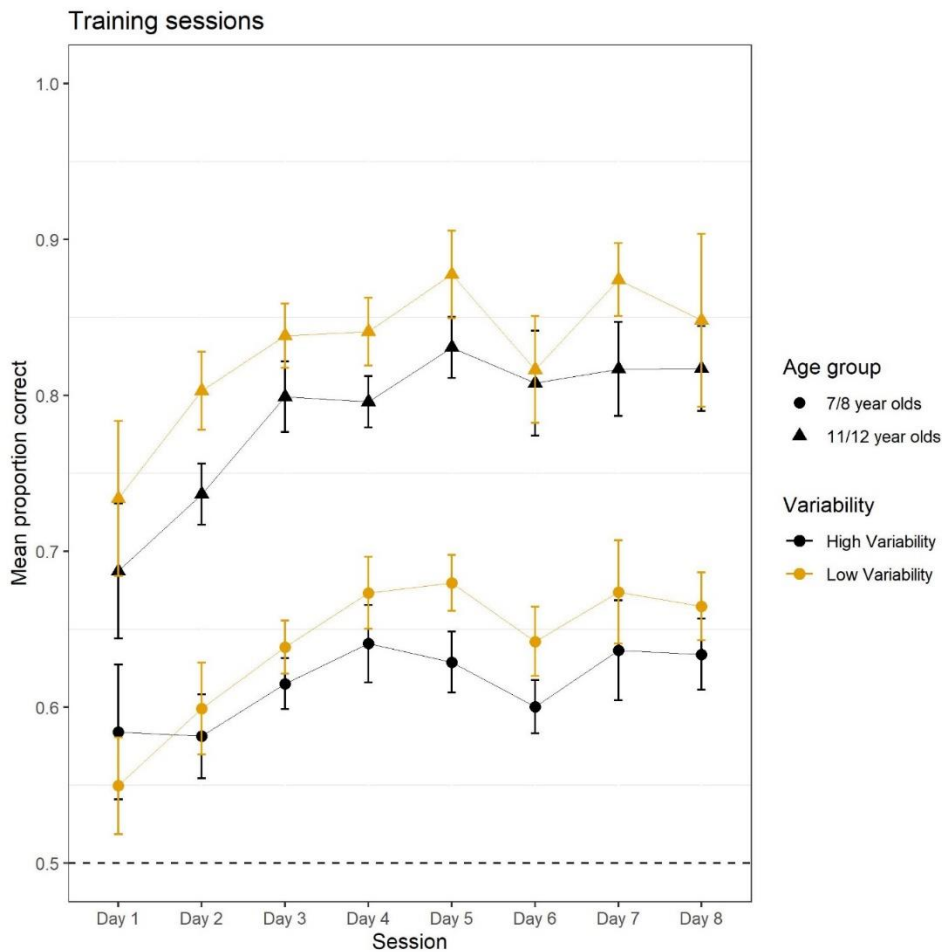 Training sessions
Mean proportion correct
1.0
0.9
0.8
0.7
0.6
0.5
Day 1 Day 2 Day 3 Day 4 Day 5 Day 6 Day 7 Day 8
Session
Age group
7/8 year olds
11/12 year olds
Variability
High Variability
Low Variability